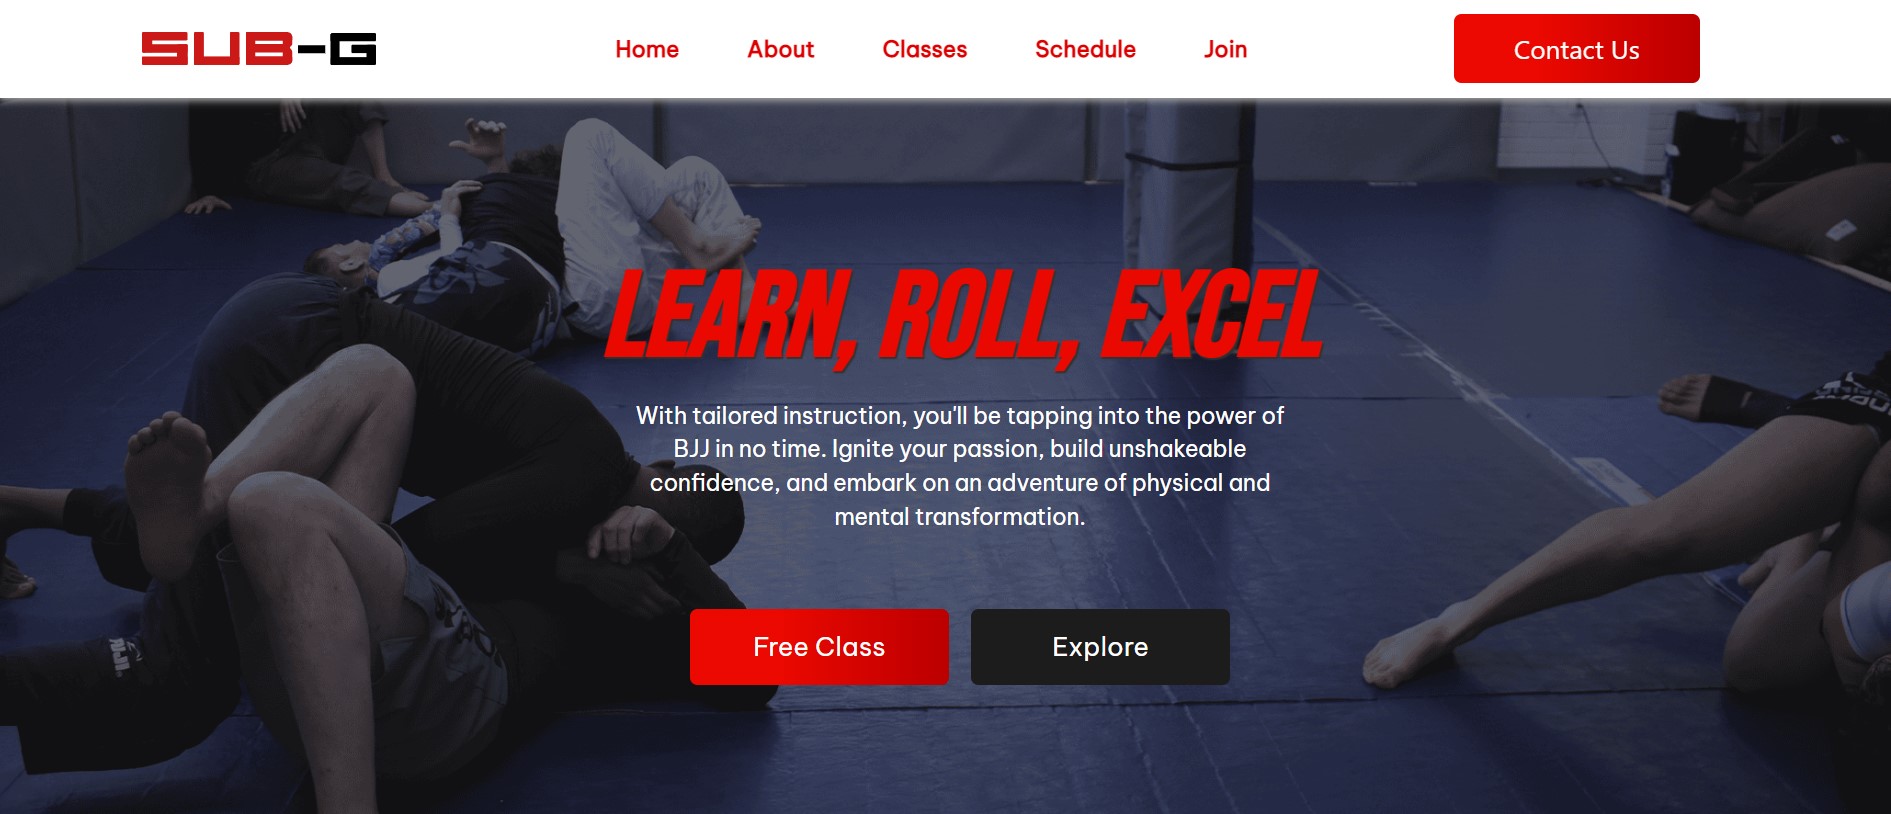 SUB-G
Home About Classes Schedule Join
Contact Us
LEARN, ROLL, EXCEL
With tailored instruction, you'll be tapping into the power of
BJJ in no time. Ignite your passion, build unshakeable
confidence, and embark on an adventure of physical and
mental transformation.
Free Class Explore